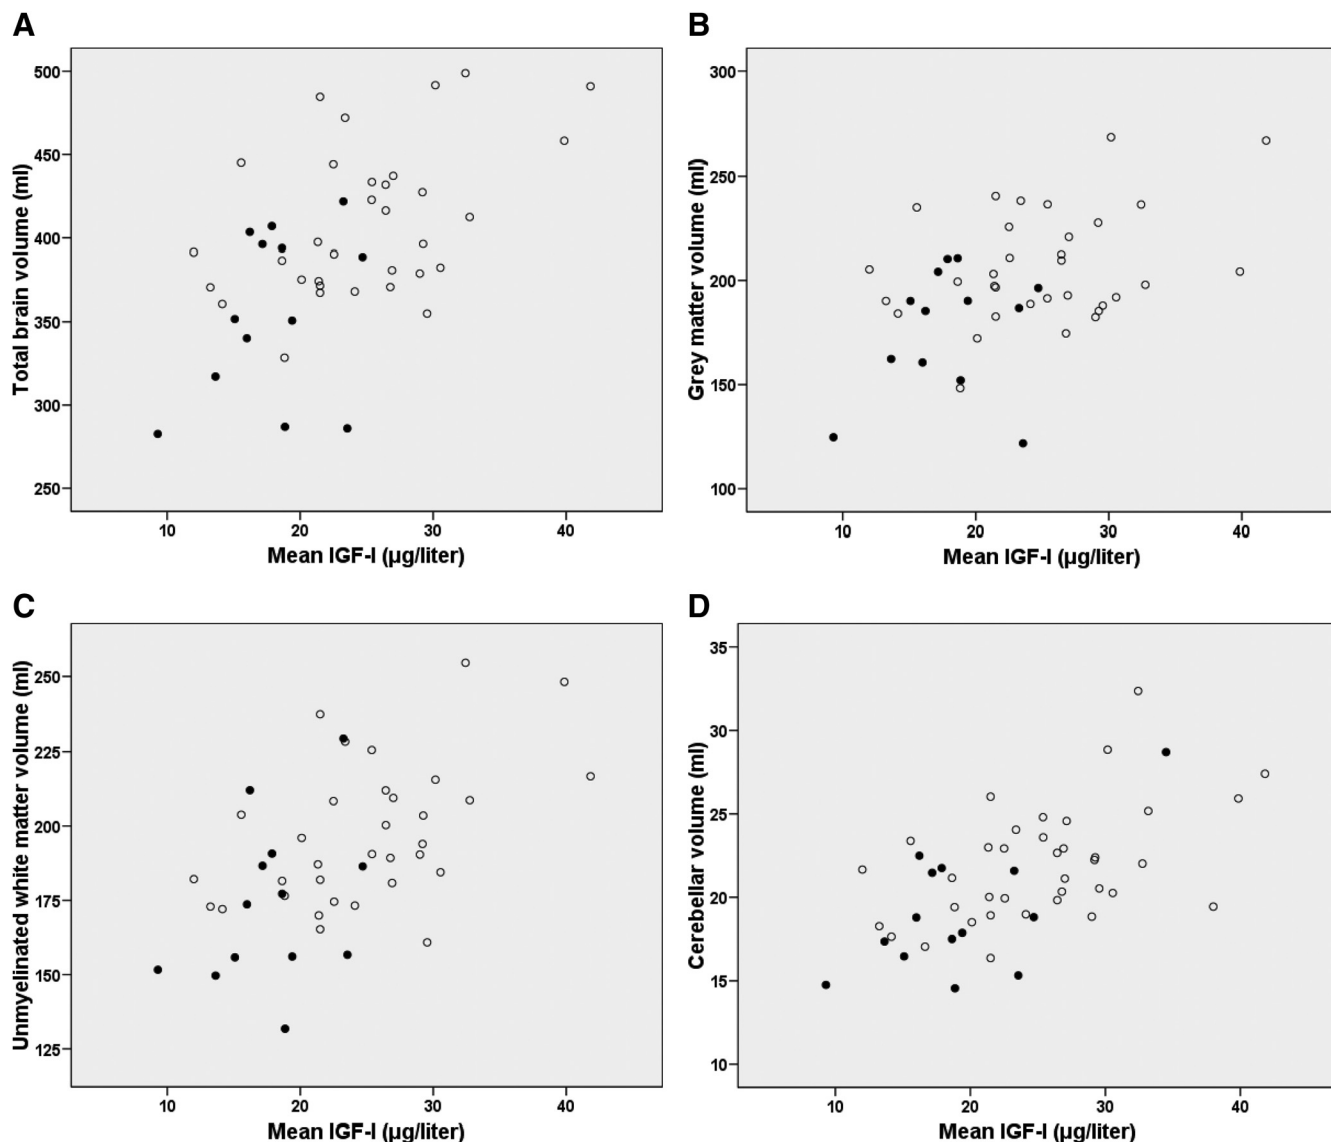 A
Total brain volume (ml)
500
450
400
350
300
250
10 20 30 40
Mean IGF-I (µg/liter)
B
Grey matter volume (ml)
300
250
200
150
100
10 20 30 40
Mean IGF-I (µg/liter)
C
Unmyelinated white matter volume (ml)
250
225
200
175
150
125
10 20 30 40
Mean IGF-I (µg/liter)
D
Cerebellar volume (ml)
35
30
25
20
15
10
10 20 30 40
Mean IGF-I (µg/liter)